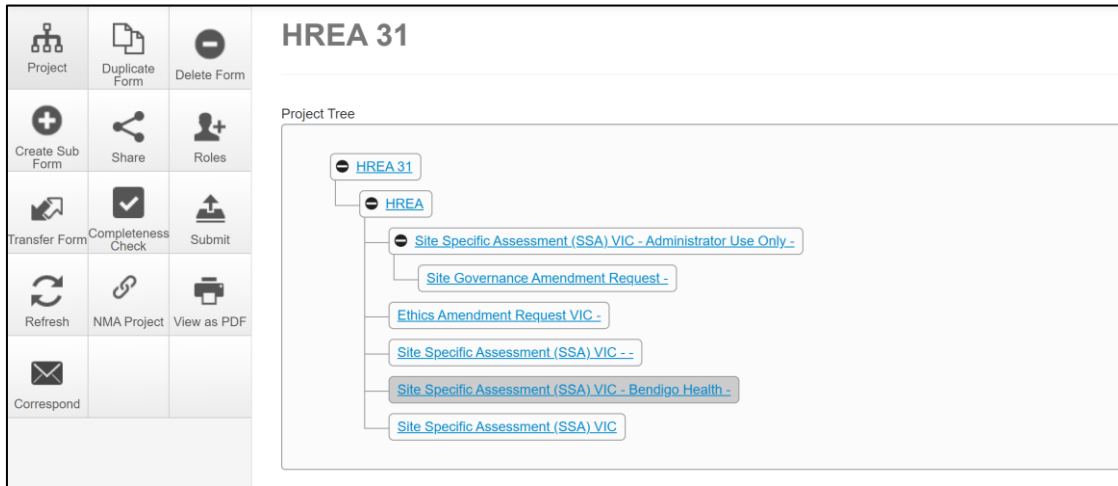 Project
Duplicate
Form
Delete Form
Create Sub
Form
Share
Roles
Transfer Form
Completeness
Check
Submit
Refresh
NMA Project
View as PDF
Correspond
HREA 31
Project Tree
HREA 31
HREA
Site Specific Assessment (SSA) VIC - Administrator Use Only -
Site Governance Amendment Request -
Ethics Amendment Request VIC -
Site Specific Assessment (SSA) VIC - -
Site Specific Assessment (SSA) VIC - Bendigo Health -
Site Specific Assessment (SSA) VIC